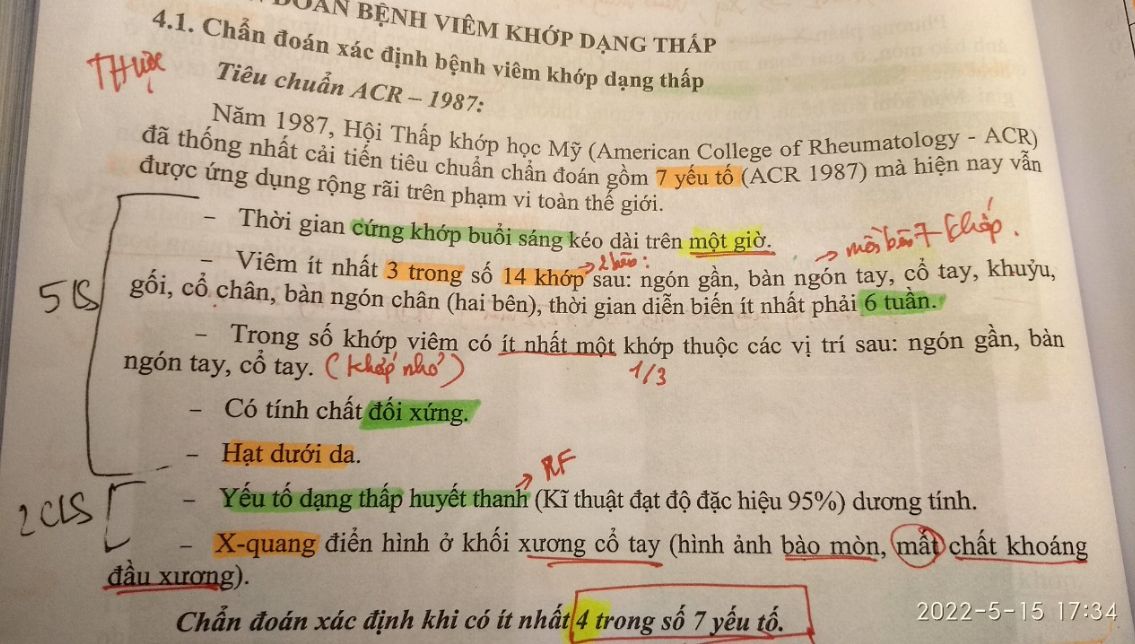 ĐOÁN BỆNH VIÊM KHỚP DẠNG THẤP
4.1. Chẩn đoán xác định bệnh viêm khớp dạng thấp
THuộc
Tiêu chuẩn ACR – 1987:
Năm 1987, Hội Thấp khớp học Mỹ (American College of Rheumatology - ACR)
đã thống nhất cải tiến tiêu chuẩn chẩn đoán gồm 7 yếu tố (ACR 1987) mà hiện nay vẫn
được ứng dụng rộng rãi trên phạm vi toàn thế giới.
– Thời gian cứng khớp buổi sáng kéo dài trên một giờ.
→ mỗi bên 7 khớp.
→ 2 bên:
– Viêm ít nhất 3 trong số 14 khớp sau: ngón gần, bàn ngón tay, cổ tay, khuỷu,
gối, cổ chân, bàn ngón chân (hai bên), thời gian diễn biến ít nhất phải 6 tuần.
5 LS
– Trong số khớp viêm có ít nhất một khớp thuộc các vị trí sau: ngón gần, bàn
ngón tay, cổ tay. (khớp nhỏ)
1/3
– Có tính chất đối xứng.
– Hạt dưới da.
→ RF
– Yếu tố dạng thấp huyết thanh (Kĩ thuật đạt độ đặc hiệu 95%) dương tính.
2 CLS
– X-quang điển hình ở khối xương cổ tay (hình ảnh bào mòn, mất chất khoáng
đầu xương).
Chẩn đoán xác định khi có ít nhất 4 trong số 7 yếu tố.
2022-5-15 17:34